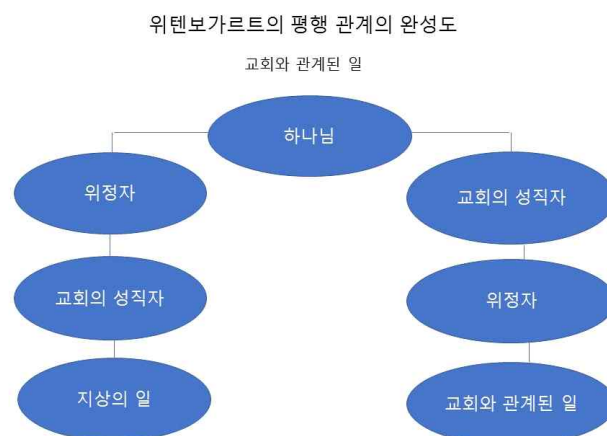 위텐보가르트의 평행 관계의 완성도
교회와 관계된 일
하나님
위정자
교회의 성직자
교회의 성직자
위정자
지상의 일
교회와 관계된 일